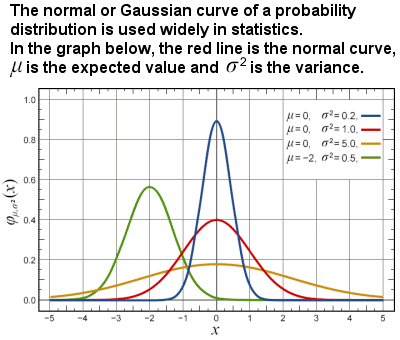 The normal or Gaussian curve of a probability
distribution is used widely in statistics.
In the graph below, the red line is the normal curve,
μ is the expected value and σ² is the variance.
1.0
0.8
0.6
0.4
0.2
0.0
φμ,σ²(x)
μ=0, σ²=0.2,
μ=0, σ²=1.0,
μ=0, σ²=5.0,
μ=−2, σ²=0.5,
−5 −4 −3 −2 −1 0 1 2 3 4 5
x